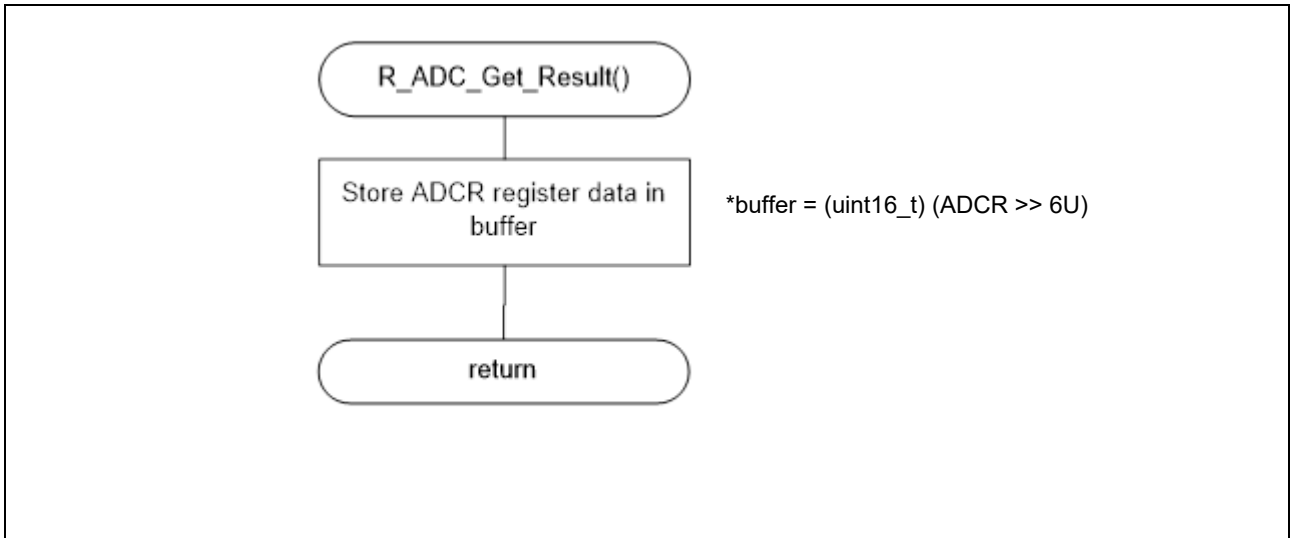 R_ADC_Get_Result()
Store ADCR register data in
buffer
*buffer = (uint16_t) (ADCR >> 6U)
return